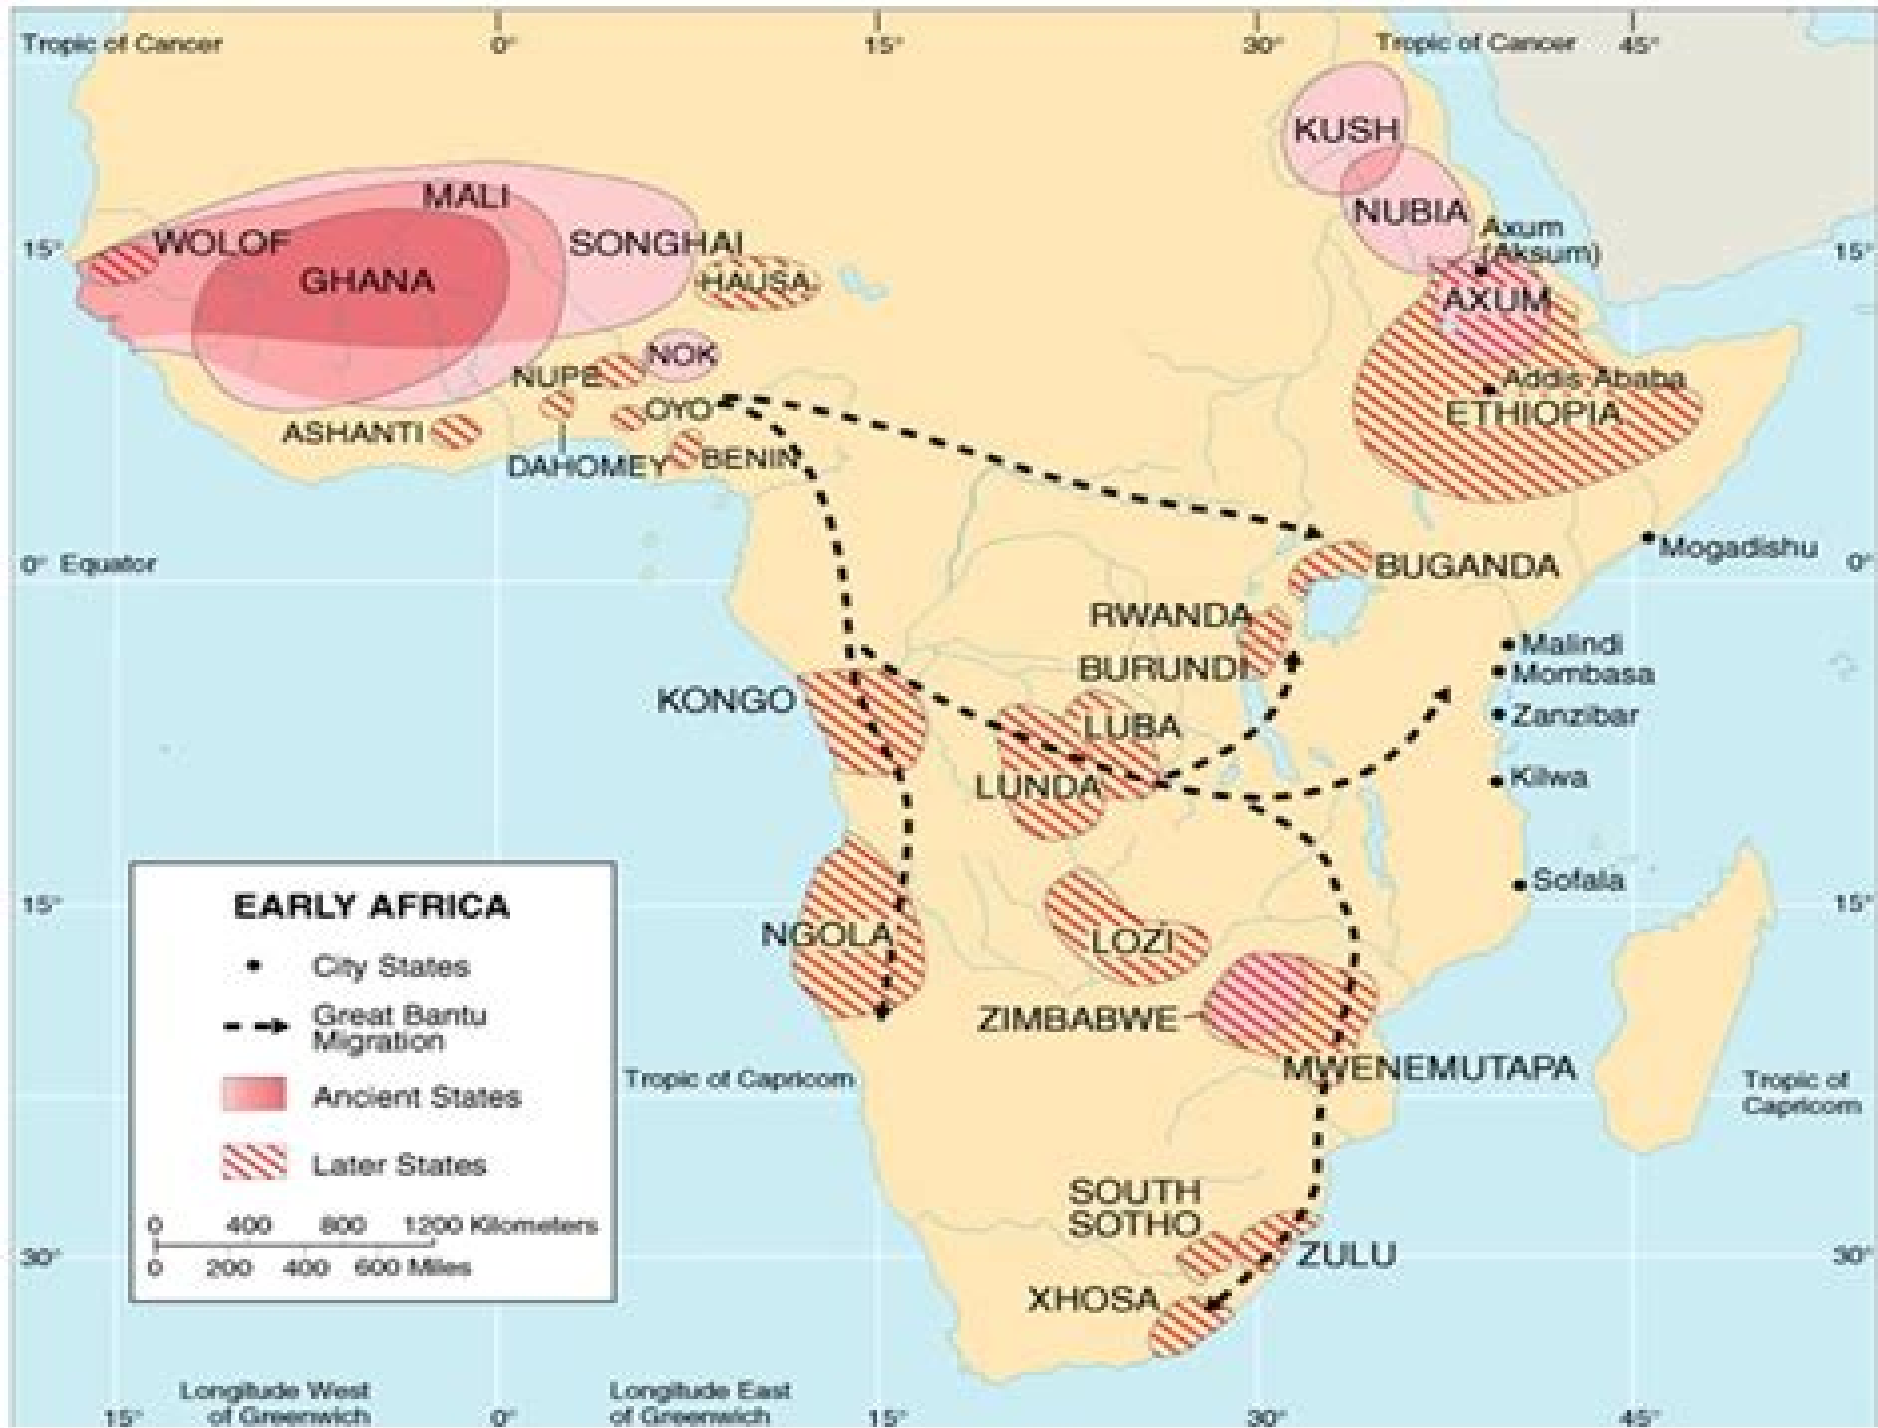 Tropic of Cancer
0°
15°
30°
Tropic of Cancer
45°
KUSH
MALI
NUBIA
Axum
(Aksum)
15°
WOLOF
SONGHAI
15°
GHANA
HAUSA
AXUM
NOK
NUPE
Addis Ababa
OYO
ETHIOPIA
ASHANTI
DAHOMEY
BENIN
Mogadishu
0° Equator
BUGANDA
0°
RWANDA
Malindi
BURUNDI
Mombasa
KONGO
Zanzibar
LUBA
LUNDA
Kilwa
Sofala
15°
15°
NGOLA
LOZI
ZIMBABWE
MWENEMUTAPA
Tropic of Capricorn
Tropic of
Capricorn
SOUTH
SOTHO
ZULU
30°
30°
XHOSA
EARLY AFRICA
City States
Great Bantu
Migration
Ancient States
Later States
0 400 800 1200 Kilometers
0 200 400 600 Miles
Longitude West
of Greenwich
Longitude East
of Greenwich
15°
0°
15°
30°
45°